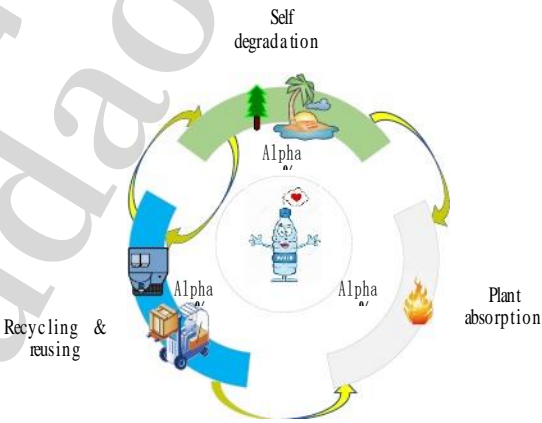 Self
degradation
Alpha
%
Alpha
%
Alpha
%
Recycling &
reusing
Plant
absorption